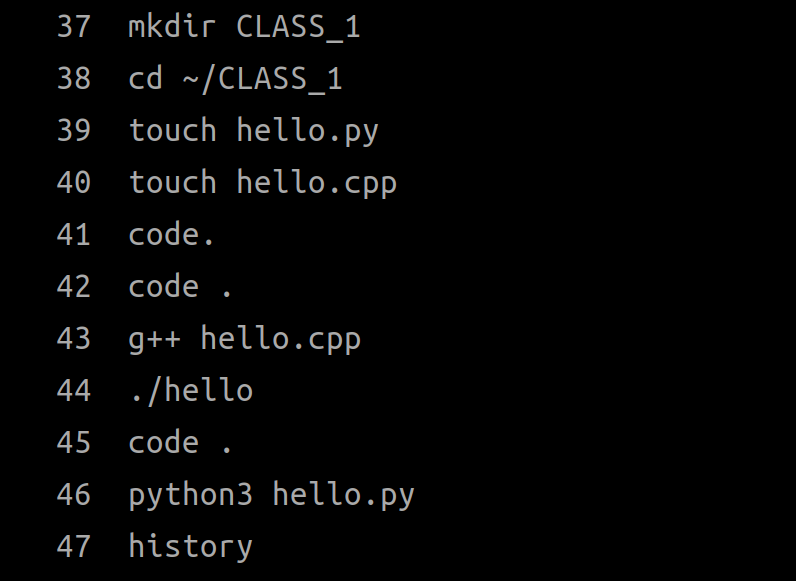 37 mkdir CLASS_1
38 cd ~/CLASS_1
39 touch hello.py
40 touch hello.cpp
41 code.
42 code .
43 g++ hello.cpp
44 ./hello
45 code .
46 python3 hello.py
47 history